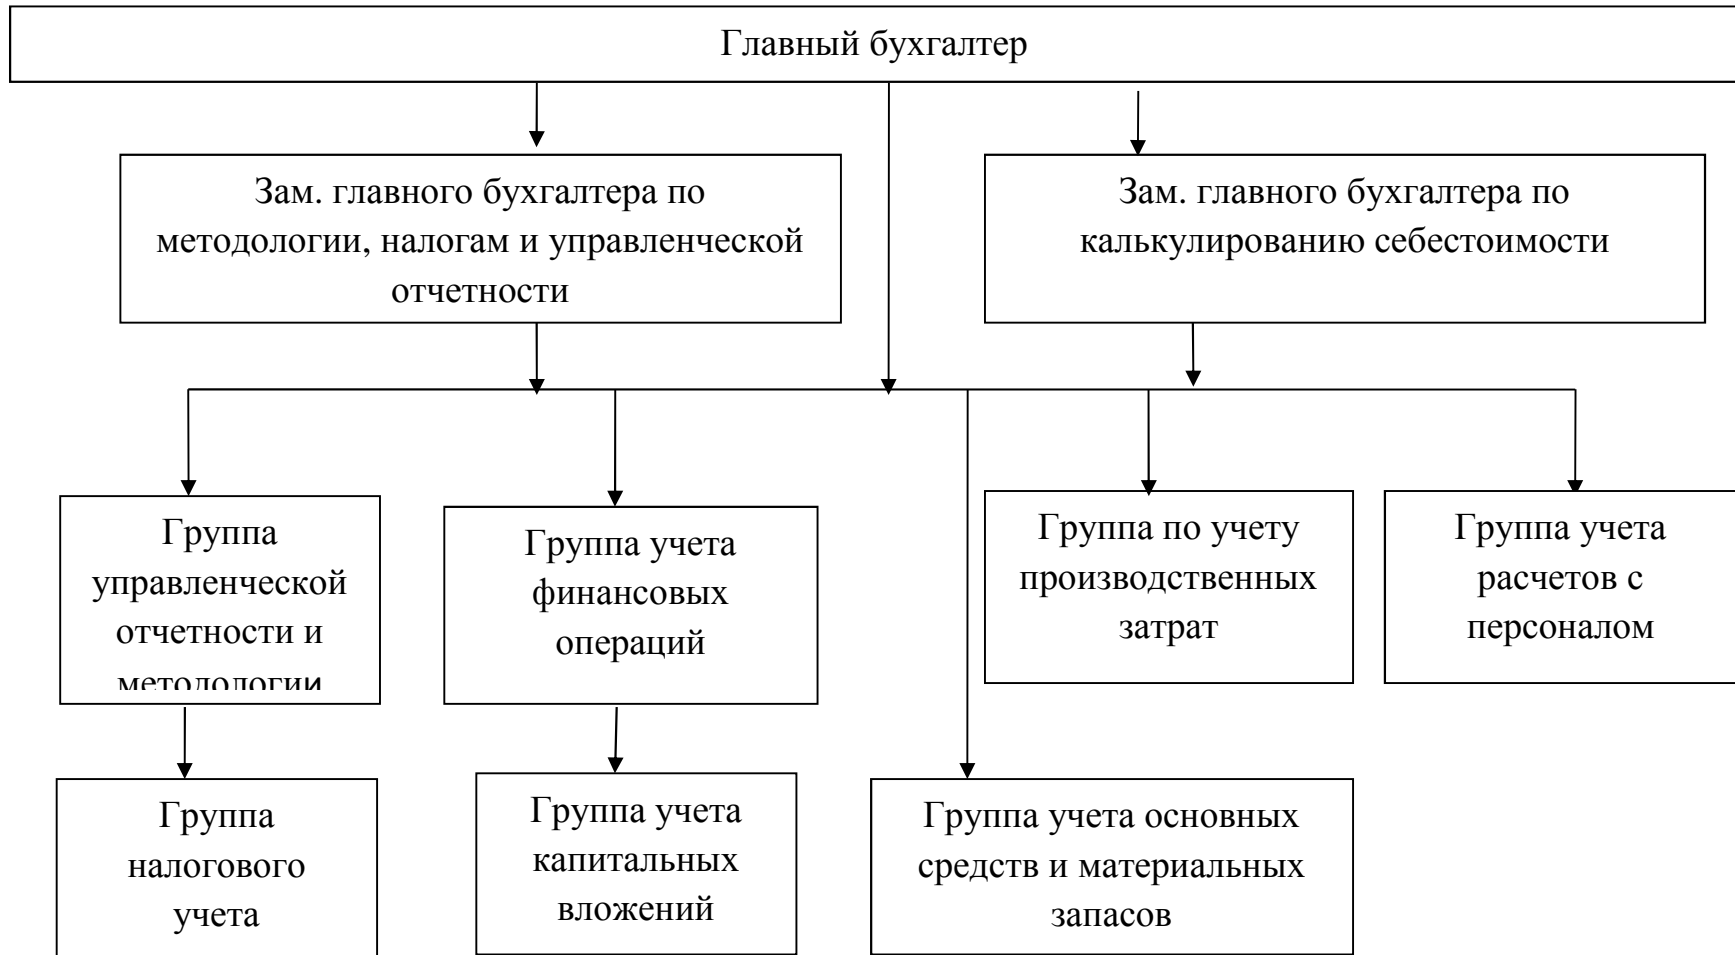 Главный бухгалтер
Зам. главного бухгалтера по
методологии, налогам и управленческой
отчетности
Зам. главного бухгалтера по
калькулированию себестоимости
Группа
управленческой
отчетности и
методологии
Группа учета
финансовых
операций
Группа по учету
производственных
затрат
Группа учета
расчетов с
персоналом
Группа
налогового
учета
Группа учета
капитальных
вложений
Группа учета основных
средств и материальных
запасов